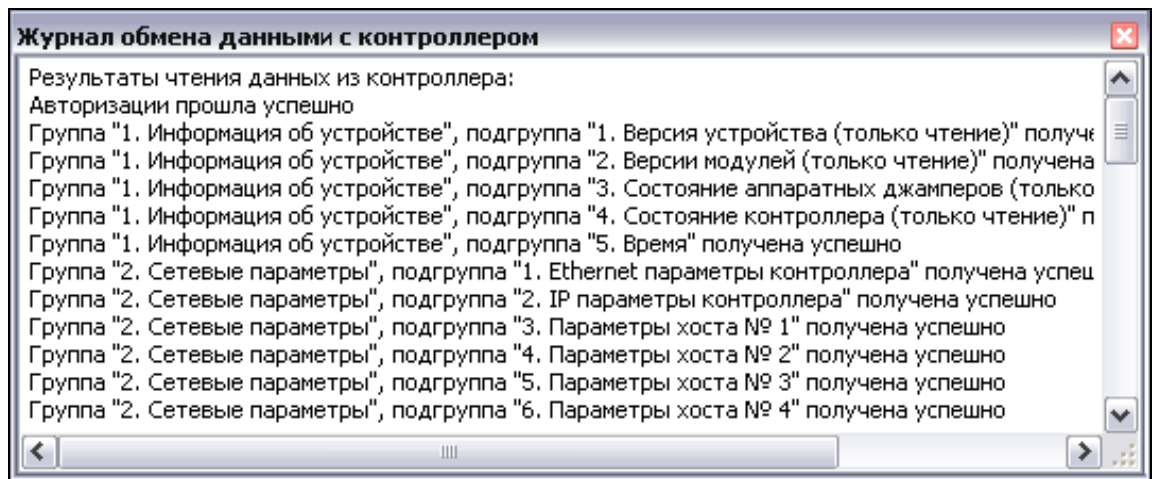 Журнал обмена данными с контроллером
Результаты чтения данных из контроллера:
Авторизации прошла успешно
Группа "1. Информация об устройстве", подгруппа "1. Версия устройства (только чтение)" получе
Группа "1. Информация об устройстве", подгруппа "2. Версии модулей (только чтение)" получена
Группа "1. Информация об устройстве", подгруппа "3. Состояние аппаратных джамперов (только
Группа "1. Информация об устройстве", подгруппа "4. Состояние контроллера (только чтение)" п
Группа "1. Информация об устройстве", подгруппа "5. Время" получена успешно
Группа "2. Сетевые параметры", подгруппа "1. Ethernet параметры контроллера" получена успеш
Группа "2. Сетевые параметры", подгруппа "2. IP параметры контроллера" получена успешно
Группа "2. Сетевые параметры", подгруппа "3. Параметры хоста № 1" получена успешно
Группа "2. Сетевые параметры", подгруппа "4. Параметры хоста № 2" получена успешно
Группа "2. Сетевые параметры", подгруппа "5. Параметры хоста № 3" получена успешно
Группа "2. Сетевые параметры", подгруппа "6. Параметры хоста № 4" получена успешно